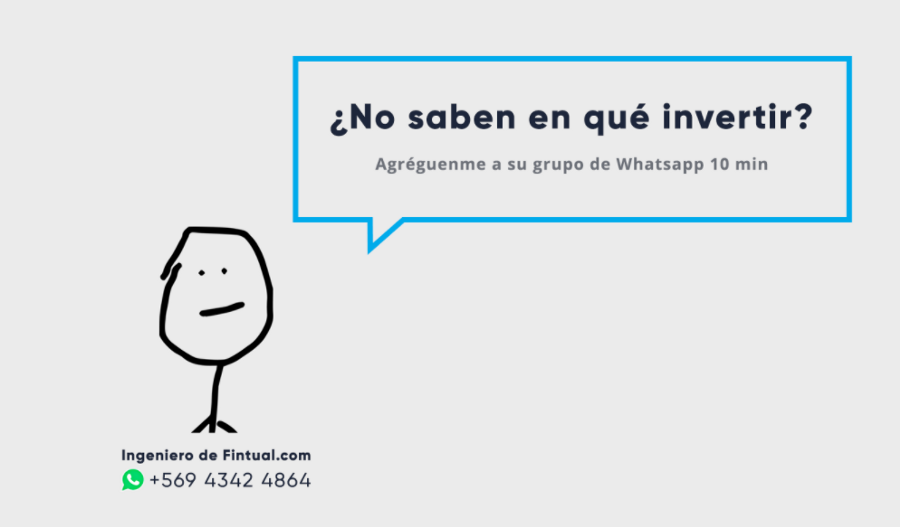 ¿No saben en qué invertir?
Agréguenme a su grupo de Whatsapp 10 min
Ingeniero de Fintual.com
+569 4342 4864